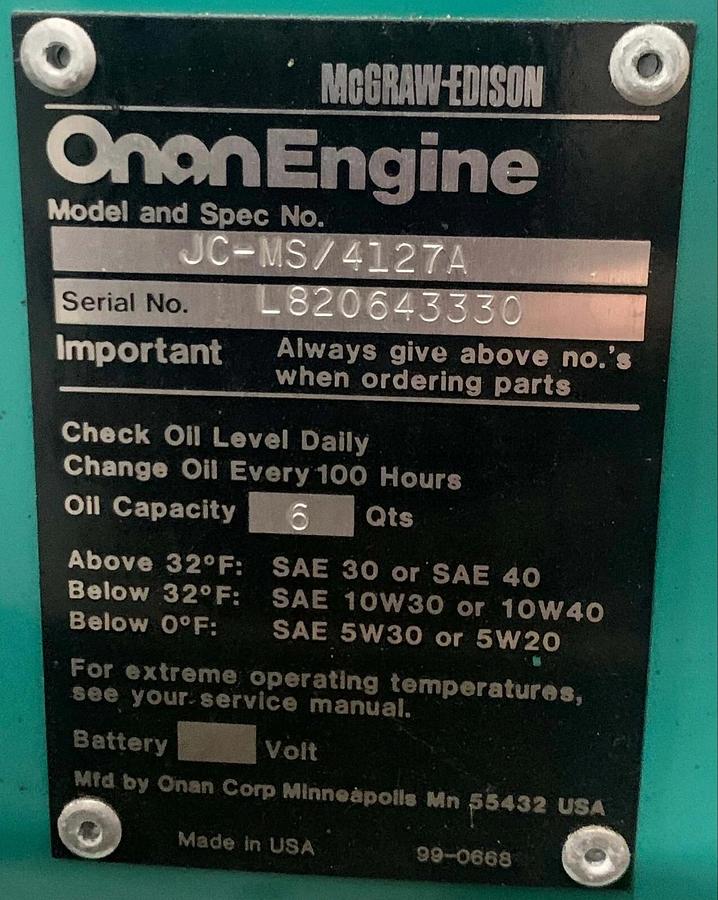 McGRAW-EDISON
Onan Engine
Model and Spec No.
JC-MS/4127A
Serial No. L820643330
Important Always give above no.'s
when ordering parts
Check Oil Level Daily
Change Oil Every 100 Hours
Oil Capacity 6 Qts
Above 32°F: SAE 30 or SAE 40
Below 32°F: SAE 10W30 or 10W40
Below 0°F: SAE 5W30 or 5W20
For extreme operating temperatures,
see your service manual.
Battery Volt
Mfd by Onan Corp Minneapolis Mn 55432 USA
Made in USA 99-0668